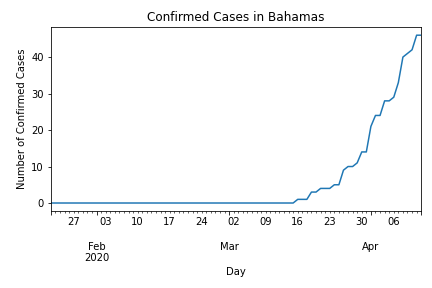 Confirmed Cases in Bahamas
Number of Confirmed Cases
40
30
20
10
0
27 03 10 17 24 02 09 16 23 30 06
Feb Mar Apr
2020
Day